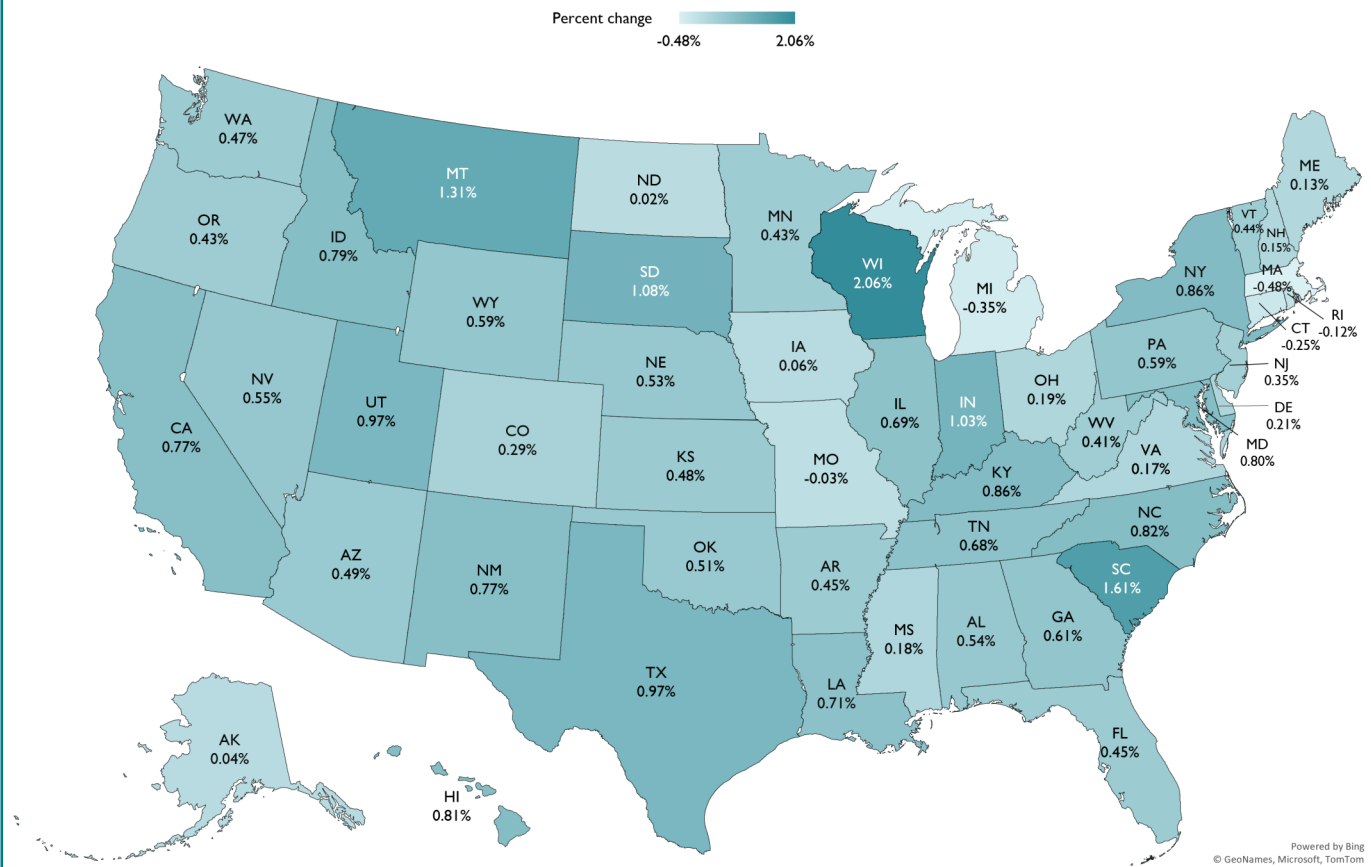 Percent change
-0.48% 2.06%
WA
0.47%
MT
1.31%
ND
0.02%
MN
0.43%
ME
0.13%
OR
0.43%
ID
0.79%
SD
1.08%
WI
2.06%
MI
-0.35%
VT
0.44%
NH
0.15%
NY
0.86%
MA
-0.48%
RI
-0.12%
CT
-0.25%
WY
0.59%
IA
0.06%
PA
0.59%
NJ
0.35%
NE
0.53%
NV
0.55%
UT
0.97%
CO
0.29%
IL
0.69%
IN
1.03%
OH
0.19%
DE
0.21%
WV
0.41%
MD
0.80%
CA
0.77%
KS
0.48%
MO
-0.03%
KY
0.86%
VA
0.17%
NC
0.82%
TN
0.68%
AZ
0.49%
NM
0.77%
OK
0.51%
AR
0.45%
SC
1.61%
MS
0.18%
AL
0.54%
GA
0.61%
TX
0.97%
LA
0.71%
FL
0.45%
AK
0.04%
HI
0.81%
Powered by Bing
© GeoNames, Microsoft, TomTom